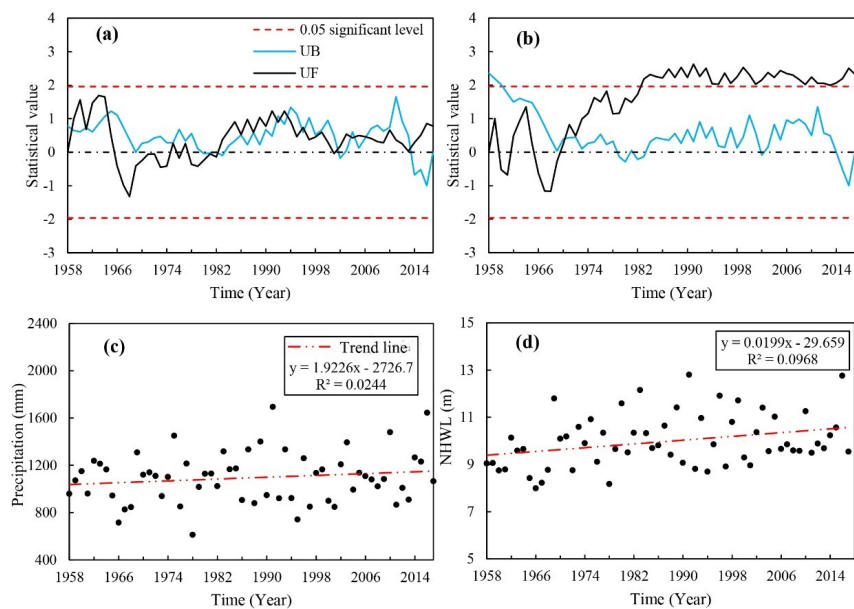 (a)
0.05 significant level
UB
UF
4
3
2
1
0
-1
-2
-3
Statistical value
1958 1966 1974 1982 1990 1998 2006 2014
Time (Year)
(b)
4
3
2
1
0
-1
-2
-3
Statistical value
1958 1966 1974 1982 1990 1998 2006 2014
Time (Year)
(c)
Trend line
y = 1.9226x - 2726.7
R² = 0.0244
2400
2000
1600
1200
800
400
Precipitation (mm)
1958 1966 1974 1982 1990 1998 2006 2014
Time (Year)
(d)
y = 0.0199x - 29.659
R² = 0.0968
15
13
11
9
7
5
NHWL (m)
1958 1966 1974 1982 1990 1998 2006 2014
Time (Year)